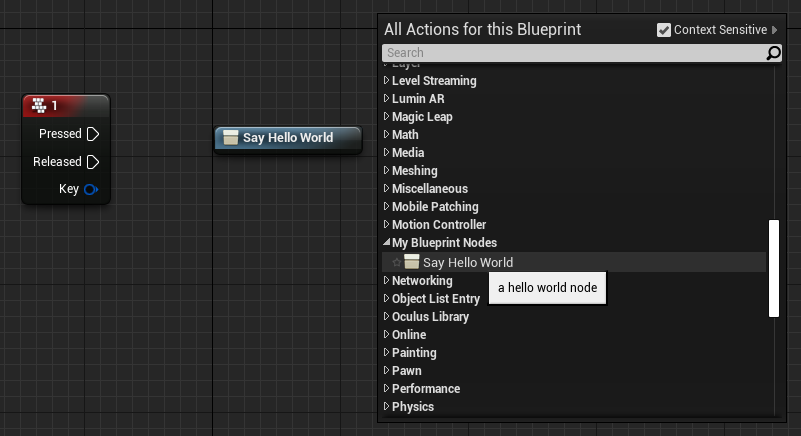 1
Pressed
Released
Key
Say Hello World
All Actions for this Blueprint
Context Sensitive
Search
Layer
Level Streaming
Lumin AR
Magic Leap
Math
Media
Meshing
Miscellaneous
Mobile Patching
Motion Controller
My Blueprint Nodes
Say Hello World
Networking
a hello world node
Object List Entry
Oculus Library
Online
Painting
Pawn
Performance
Physics